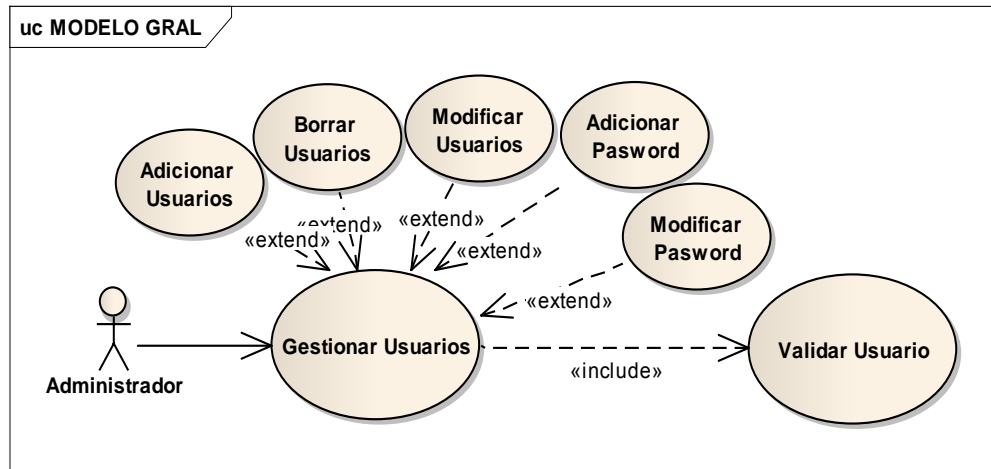 uc MODELO GRAL
Adicionar
Usuarios
Borrar
Usuarios
Modificar
Usuarios
Adicionar
Pasword
Modificar
Pasword
«extend»
«extend»
«extend»
«extend»
«extend»
Administrador
Gestionar Usuarios
«include»
Validar Usuario